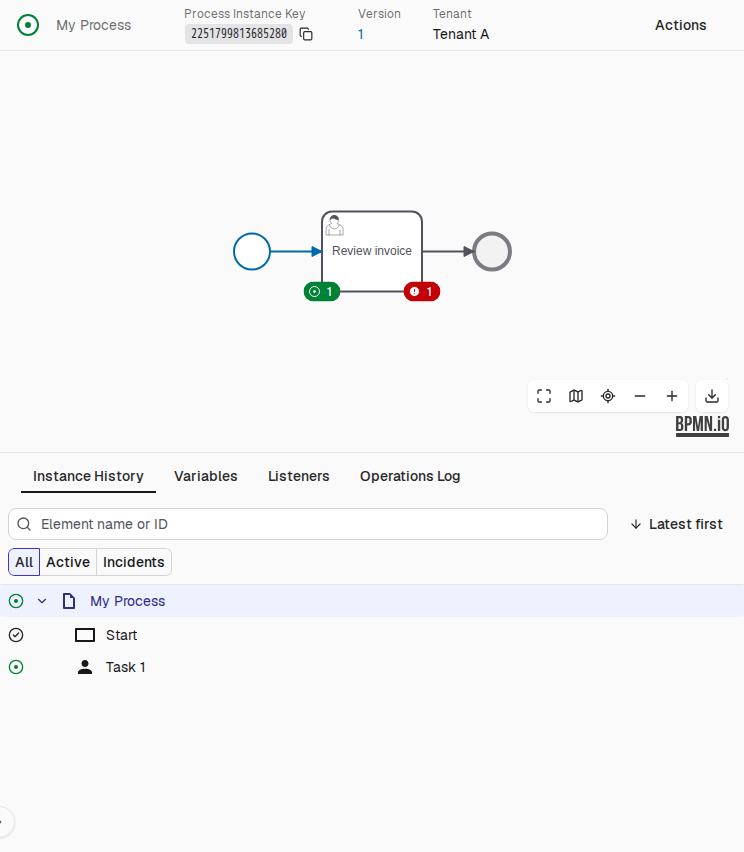 My Process
Process Instance Key
2251799813685280
Version
1
Tenant
Tenant A
Actions
Review invoice
1
1
BPMN.iO
Instance History
Variables
Listeners
Operations Log
Element name or ID
Latest first
All
Active
Incidents
My Process
Start
Task 1